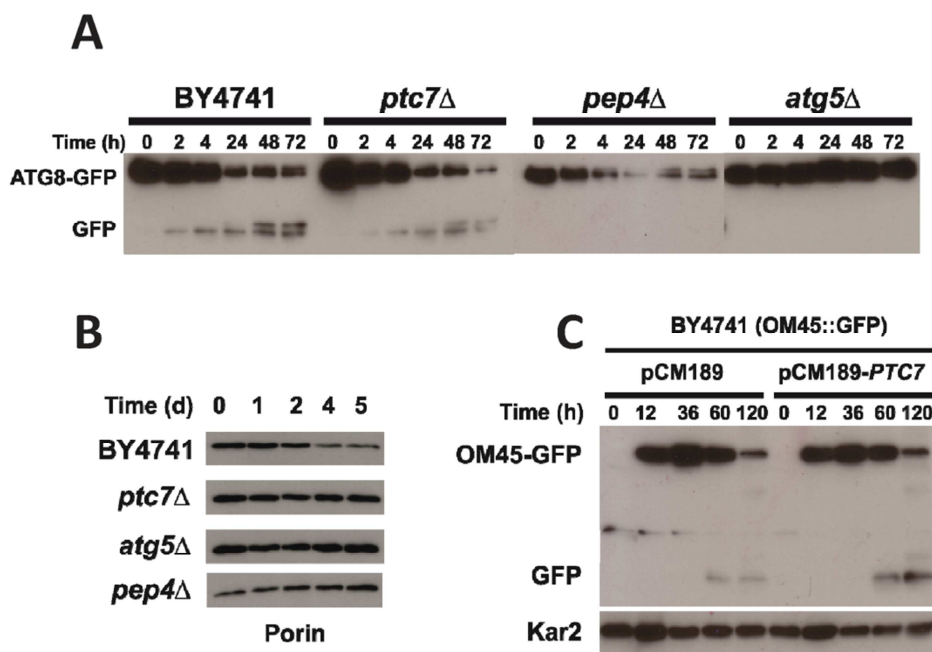 A
BY4741 ptc7Δ pep4Δ atg5Δ
Time (h) 0 2 4 24 48 72 0 2 4 24 48 72 0 2 4 24 48 72 0 2 4 24 48 72
ATG8-GFP
GFP
B
Time (d) 0 1 2 4 5
BY4741
ptc7Δ
atg5Δ
pep4Δ
Porin
C
BY4741 (OM45::GFP)
pCM189 pCM189-PTC7
Time (h) 0 12 36 60 120 0 12 36 60 120
OM45-GFP
GFP
Kar2